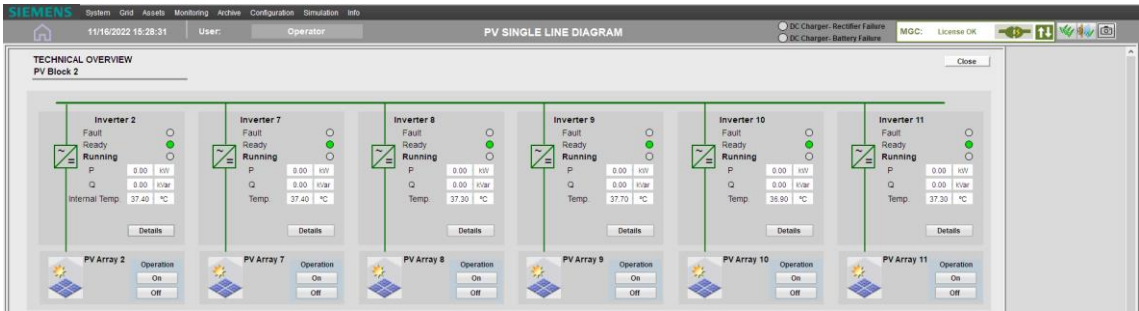 SIEMENS System Grid Assets Monitoring Archive Configuration Simulation Info
11/16/2022 15:28:31 User: Operator PV SINGLE LINE DIAGRAM
DC Charger- Rectifier Failure
DC Charger- Battery Failure
MGC: License OK
TECHNICAL OVERVIEW
PV Block 2
Close
Inverter 2
Fault
Ready
Running
P 0.00 kW
Q 0.00 kVar
Internal Temp. 37.40 °C
Details
PV Array 2
Operation
On
Off
Inverter 7
Fault
Ready
Running
P 0.00 kW
Q 0.00 kVar
Temp. 37.40 °C
Details
PV Array 7
Operation
On
Off
Inverter 8
Fault
Ready
Running
P 0.00 kW
Q 0.00 kVar
Temp. 37.30 °C
Details
PV Array 8
Operation
On
Off
Inverter 9
Fault
Ready
Running
P 0.00 kW
Q 0.00 kVar
Temp. 37.70 °C
Details
PV Array 9
Operation
On
Off
Inverter 10
Fault
Ready
Running
P 0.00 kW
Q 0.00 kVar
Temp. 36.90 °C
Details
PV Array 10
Operation
On
Off
Inverter 11
Fault
Ready
Running
P 0.00 kW
Q 0.00 kVar
Temp. 37.30 °C
Details
PV Array 11
Operation
On
Off